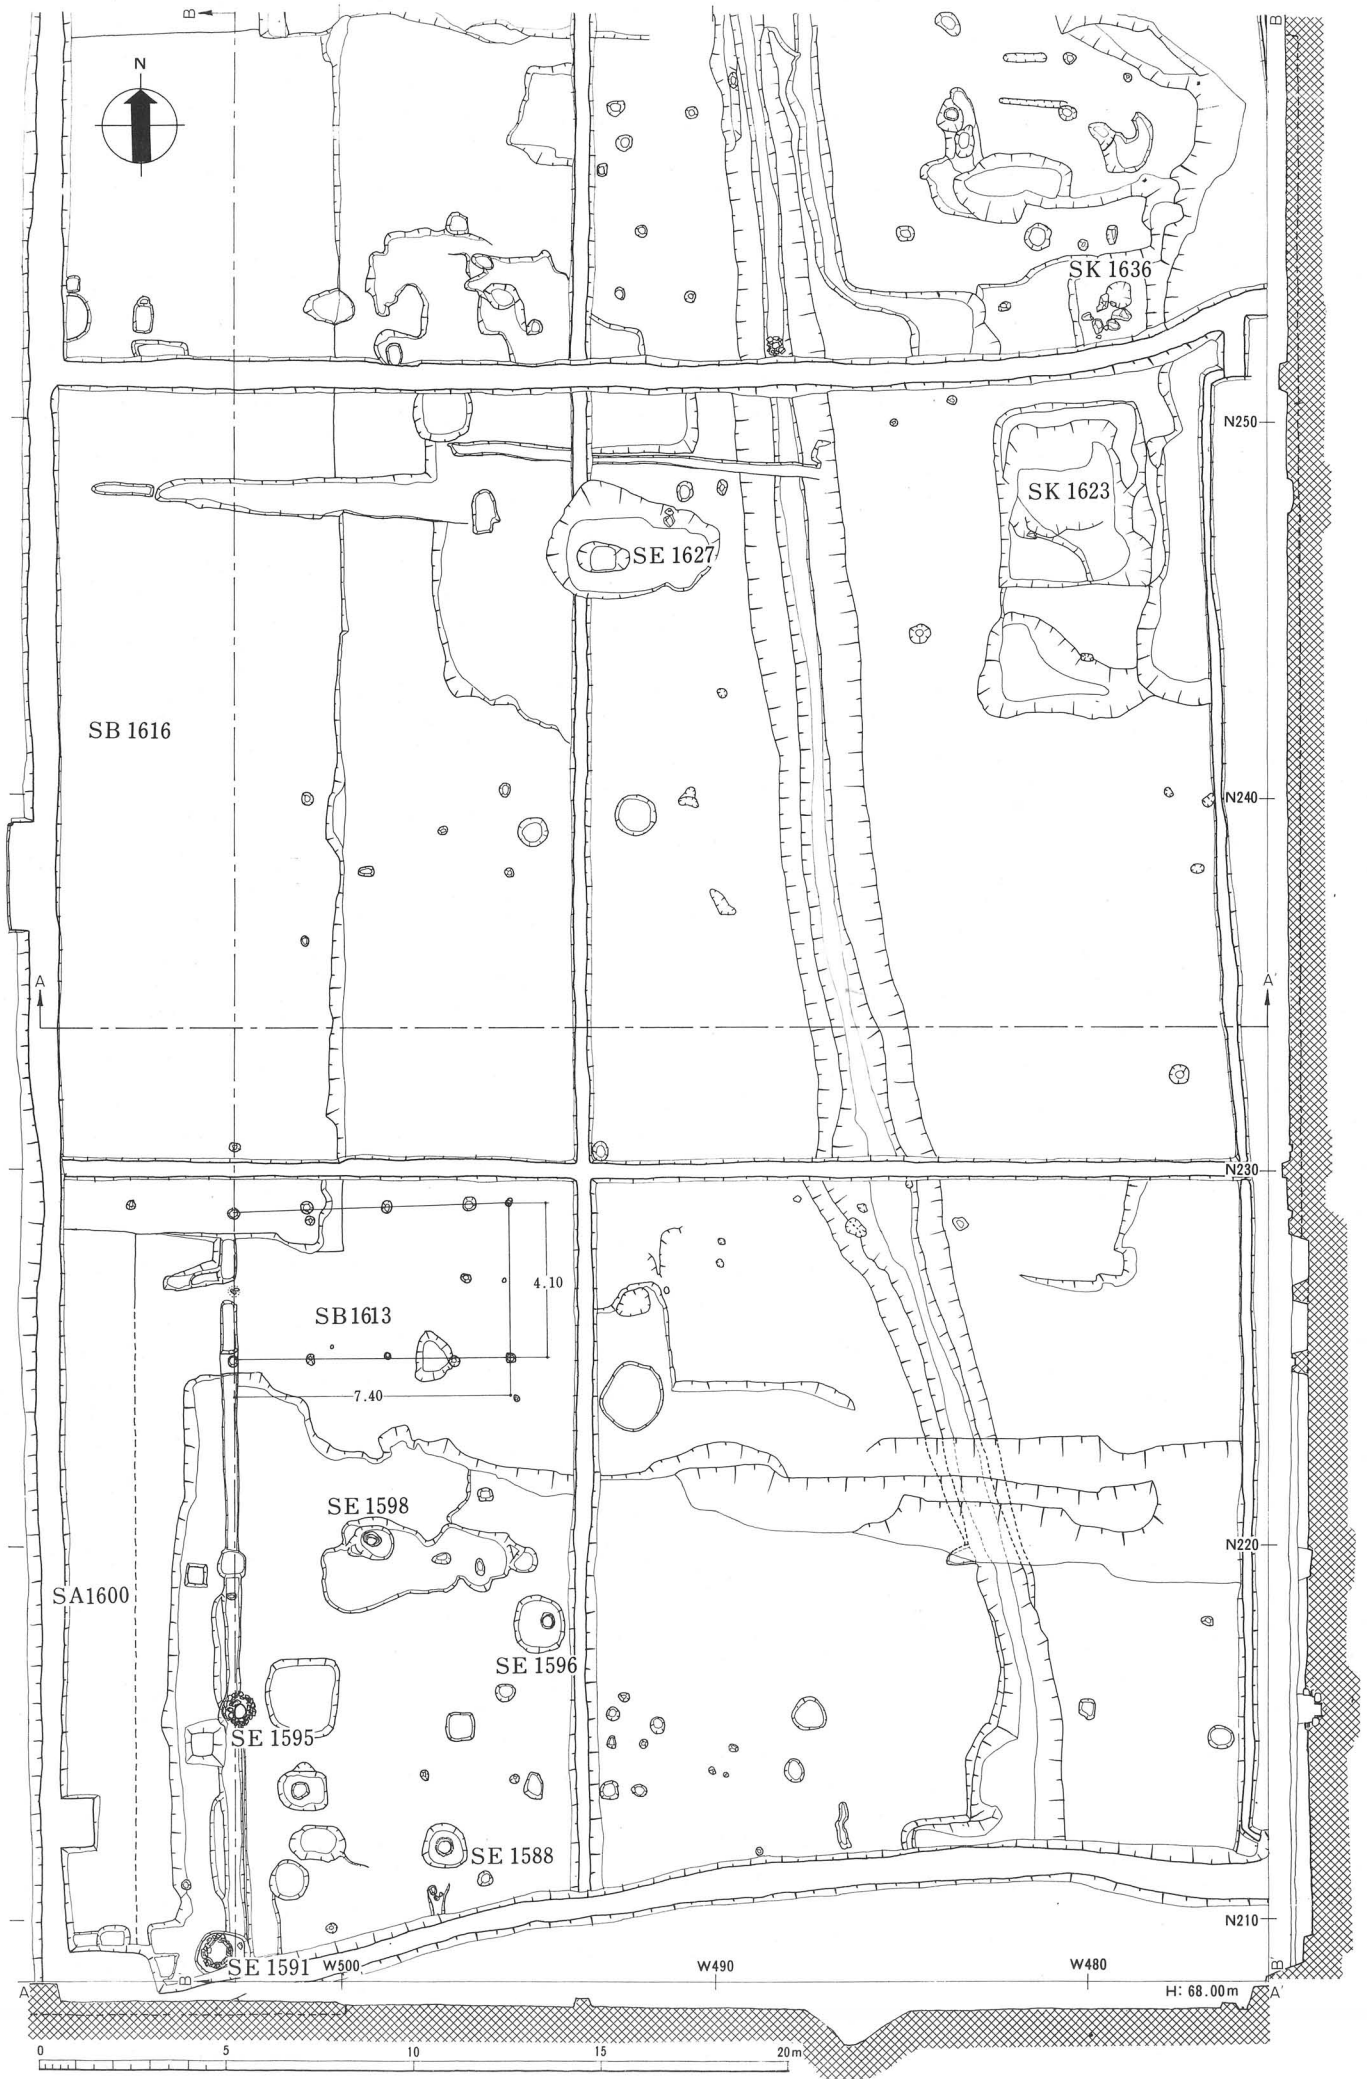 B
B'
N
SK 1636
N250
SK 1623
SE 1627
SB 1616
N240
A
A'
N230
4.10
SB1613
7.40
SE 1598
N220
SA1600
SE 1596
SE 1595
SE 1588
N210
SE 1591
W500
W490
W480
B
B'
A
H: 68.00m
A'
0
5
10
15
20m